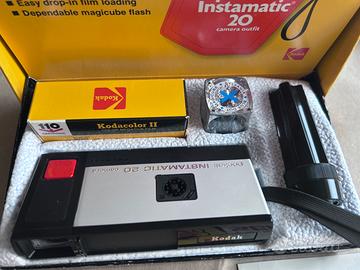 Easy drop-in film loading
Dependable magicube flash
Instamatic®
20
camera outfit
Kodak
Kodak
Kodacolor II
110
pocket INSTAMATIC 20 camera
Kodak